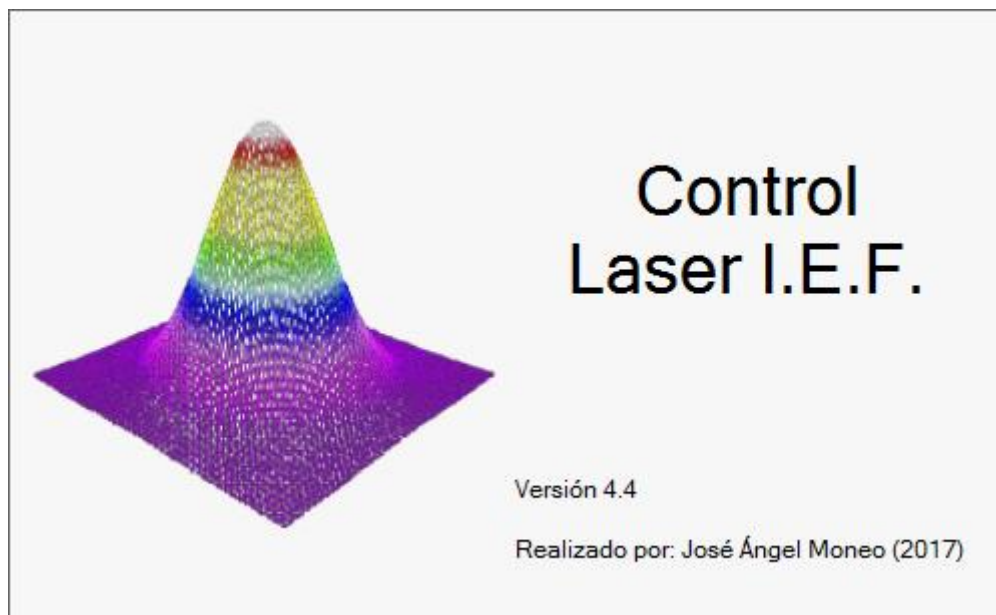 Control
Laser I.E.F.
Versión 4.4
Realizado por: José Ángel Moneo (2017)